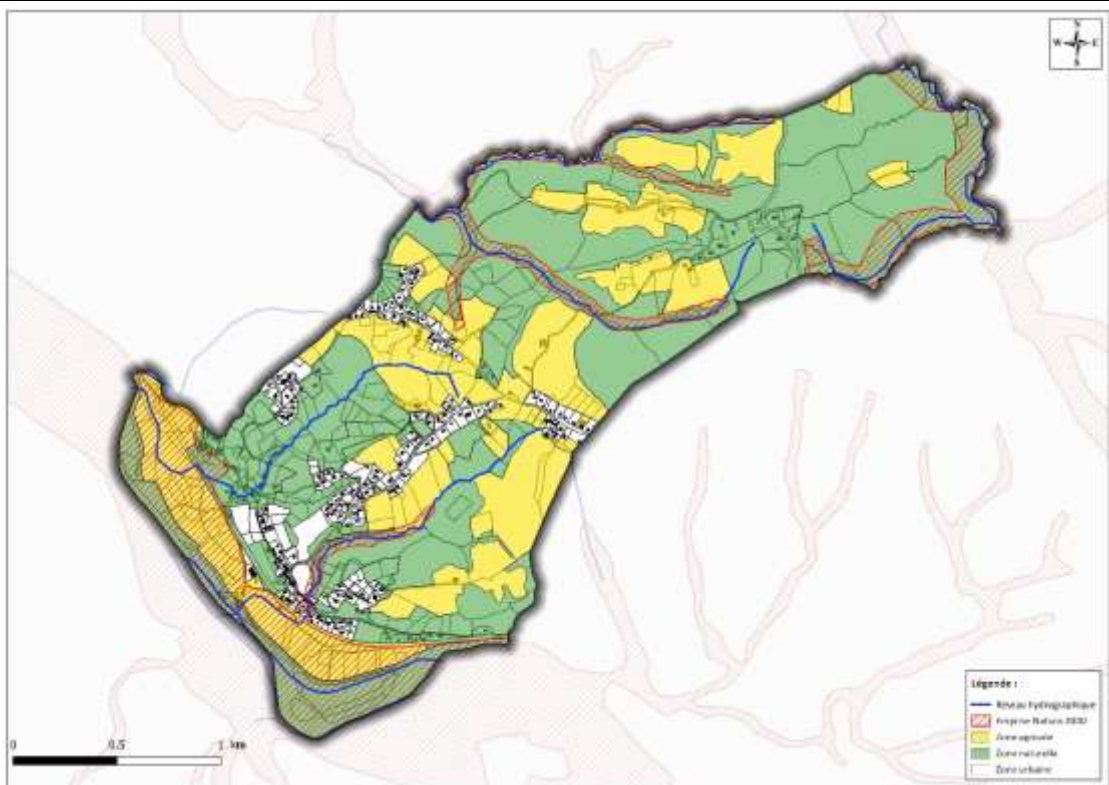 N
W E
S
0 0.5 1 km
Légende :
Réseau hydrographique
Emprise Natura 2000
Zone agricole
Zone naturelle
Zone urbaine